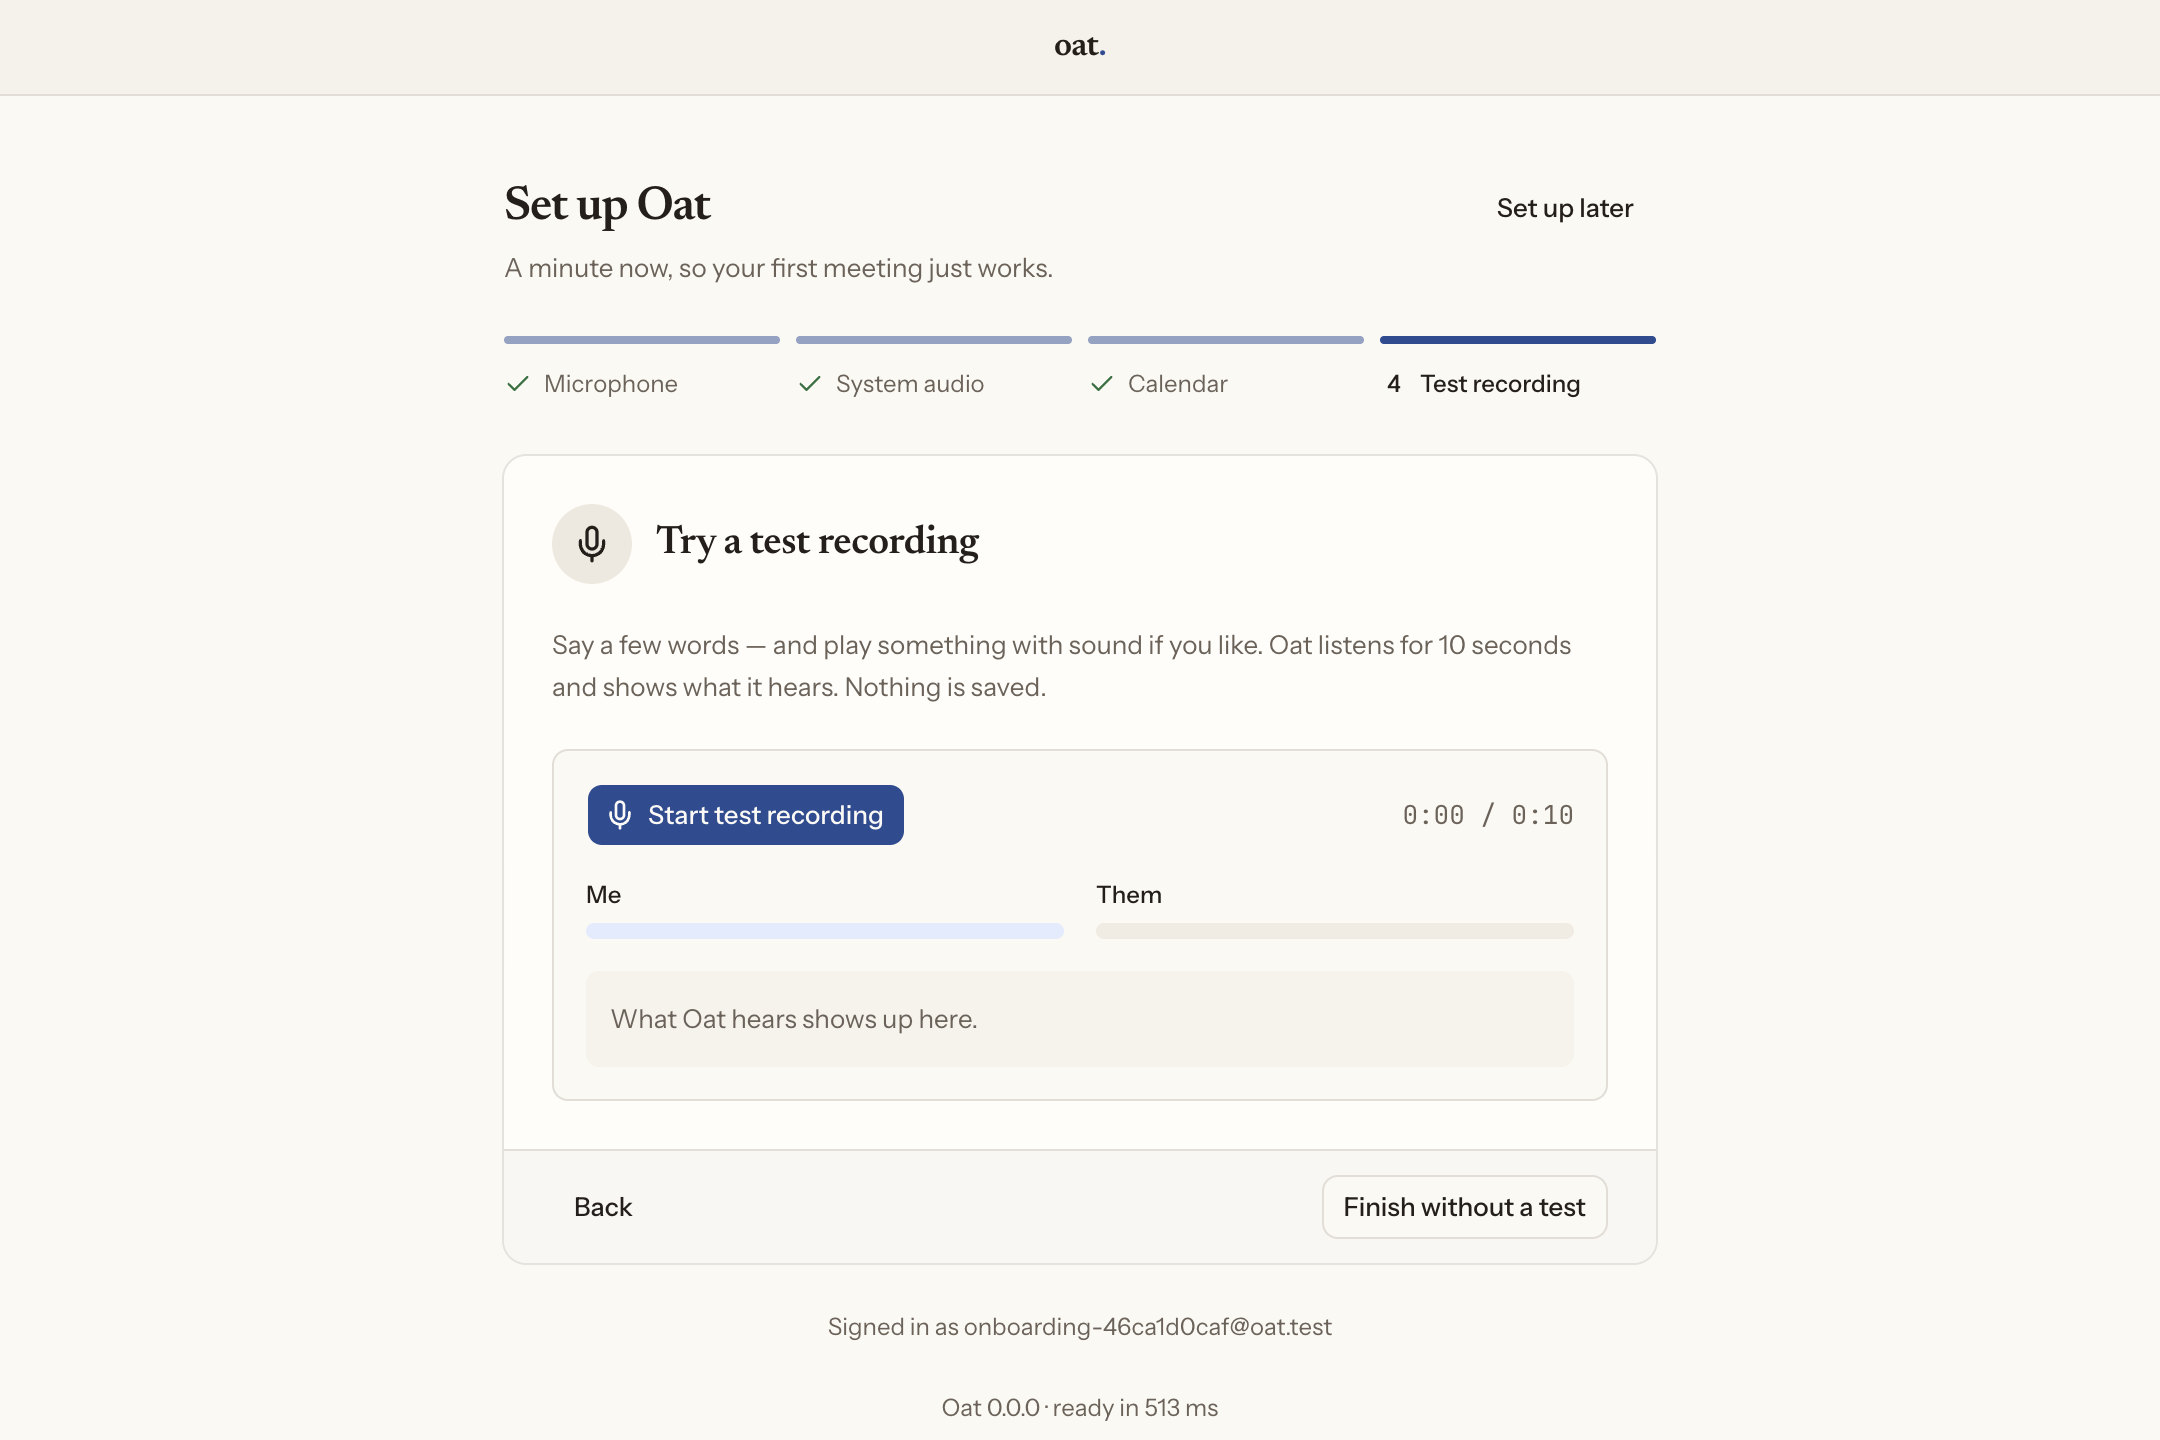 oat.
Set up Oat
Set up later
A minute now, so your first meeting just works.
Microphone
System audio
Calendar
4 Test recording
Try a test recording
Say a few words — and play something with sound if you like. Oat listens for 10 seconds
and shows what it hears. Nothing is saved.
Start test recording
0:00 / 0:10
Me
Them
What Oat hears shows up here.
Back
Finish without a test
Signed in as onboarding-46ca1d0caf@oat.test
Oat 0.0.0 · ready in 513 ms